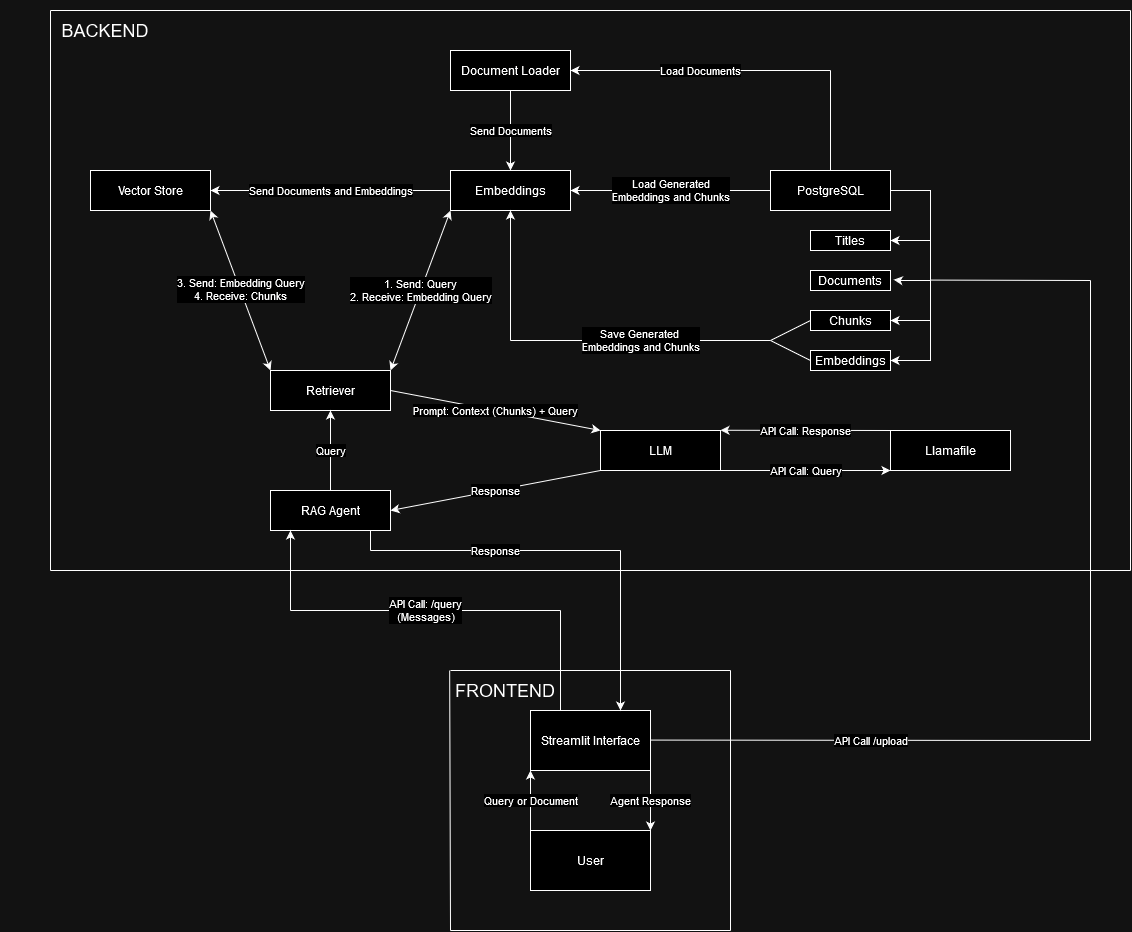 BACKEND
Document Loader
Load Documents
Send Documents
Vector Store
Send Documents and Embeddings
Embeddings
Load Generated
Embeddings and Chunks
PostgreSQL
Titles
Documents
Chunks
Embeddings
3. Send: Embedding Query
4. Receive: Chunks
1. Send: Query
2. Receive: Embedding Query
Save Generated
Embeddings and Chunks
Retriever
Prompt: Context (Chunks) + Query
Query
LLM
API Call: Response
API Call: Query
Llamafile
Response
RAG Agent
Response
API Call: /query
(Messages)
FRONTEND
Streamlit Interface
API Call /upload
Query or Document
Agent Response
User